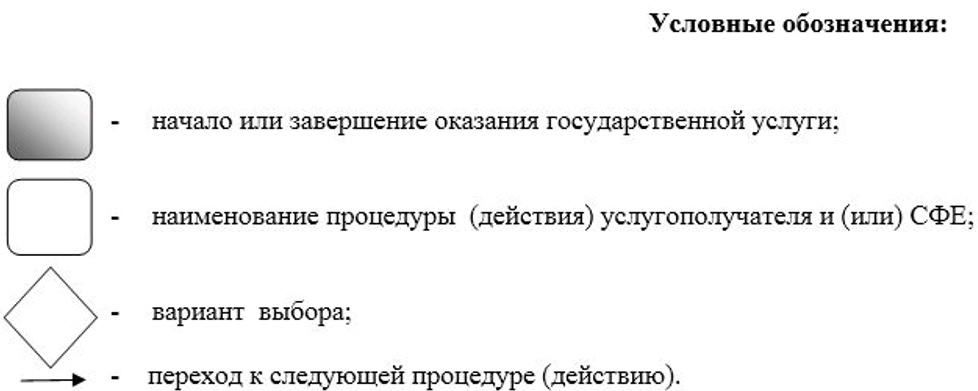 Условные обозначения:
- начало или завершение оказания государственной услуги;
- наименование процедуры (действия) услугополучателя и (или) СФЕ;
- вариант выбора;
- переход к следующей процедуре (действию).